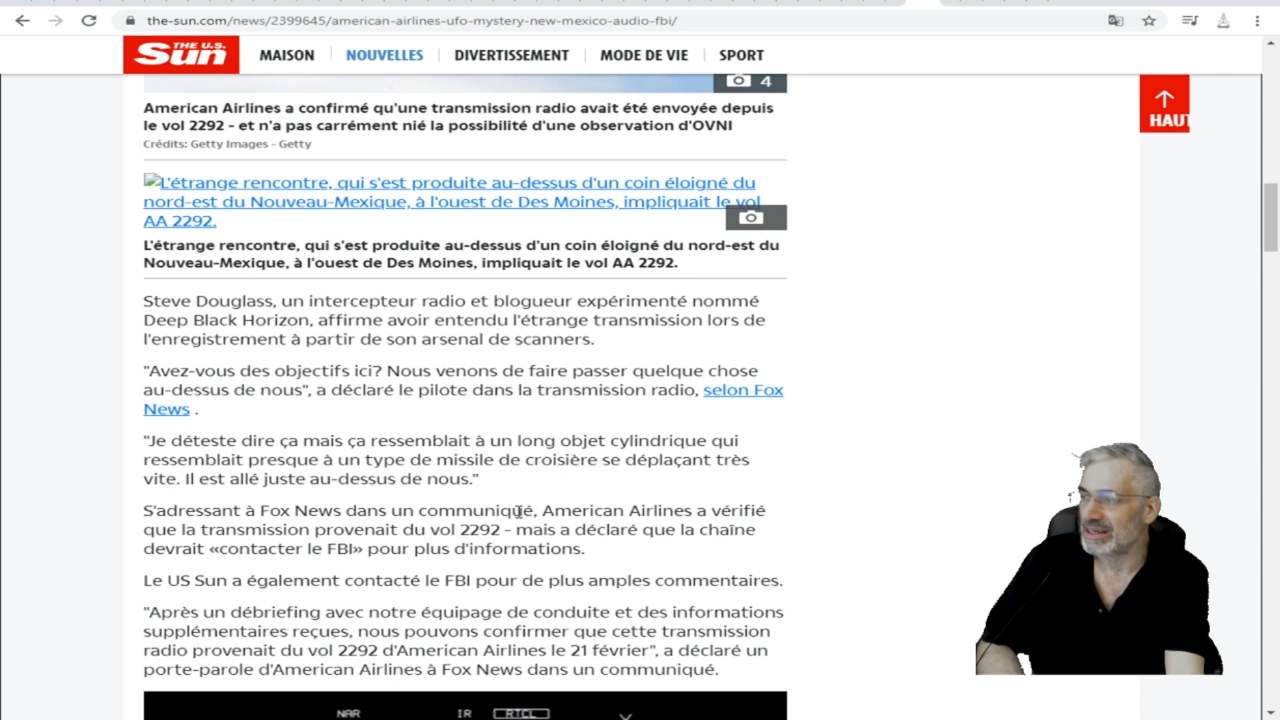 the-sun.com/news/2399645/american-airlines-ufo-mystery-new-mexico-audio-fbi/
THE U.S. Sun
MAISON
NOUVELLES
DIVERTISSEMENT
MODE DE VIE
SPORT
4
HAUT
American Airlines a confirmé qu'une transmission radio avait été envoyée depuis
le vol 2292 - et n'a pas carrément nié la possibilité d'une observation d'OVNI
Crédits: Getty Images - Getty
L'étrange rencontre, qui s'est produite au-dessus d'un coin éloigné du
nord-est du Nouveau-Mexique, à l'ouest de Des Moines, impliquait le vol
AA 2292.
L'étrange rencontre, qui s'est produite au-dessus d'un coin éloigné du nord-est du
Nouveau-Mexique, à l'ouest de Des Moines, impliquait le vol AA 2292.
Steve Douglass, un intercepteur radio et blogueur expérimenté nommé
Deep Black Horizon, affirme avoir entendu l'étrange transmission lors de
l'enregistrement à partir de son arsenal de scanners.
"Avez-vous des objectifs ici? Nous venons de faire passer quelque chose
au-dessus de nous", a déclaré le pilote dans la transmission radio, selon Fox
News .
"Je déteste dire ça mais ça ressemblait à un long objet cylindrique qui
ressemblait presque à un type de missile de croisière se déplaçant très
vite. Il est allé juste au-dessus de nous."
S'adressant à Fox News dans un communiqué, American Airlines a vérifié
que la transmission provenait du vol 2292 - mais a déclaré que la chaîne
devrait «contacter le FBI» pour plus d'informations.
Le US Sun a également contacté le FBI pour de plus amples commentaires.
"Après un débriefing avec notre équipage de conduite et des informations
supplémentaires reçues, nous pouvons confirmer que cette transmission
radio provenait du vol 2292 d'American Airlines le 21 février", a déclaré un
porte-parole d'American Airlines à Fox News dans un communiqué.
NAR IR RTCL